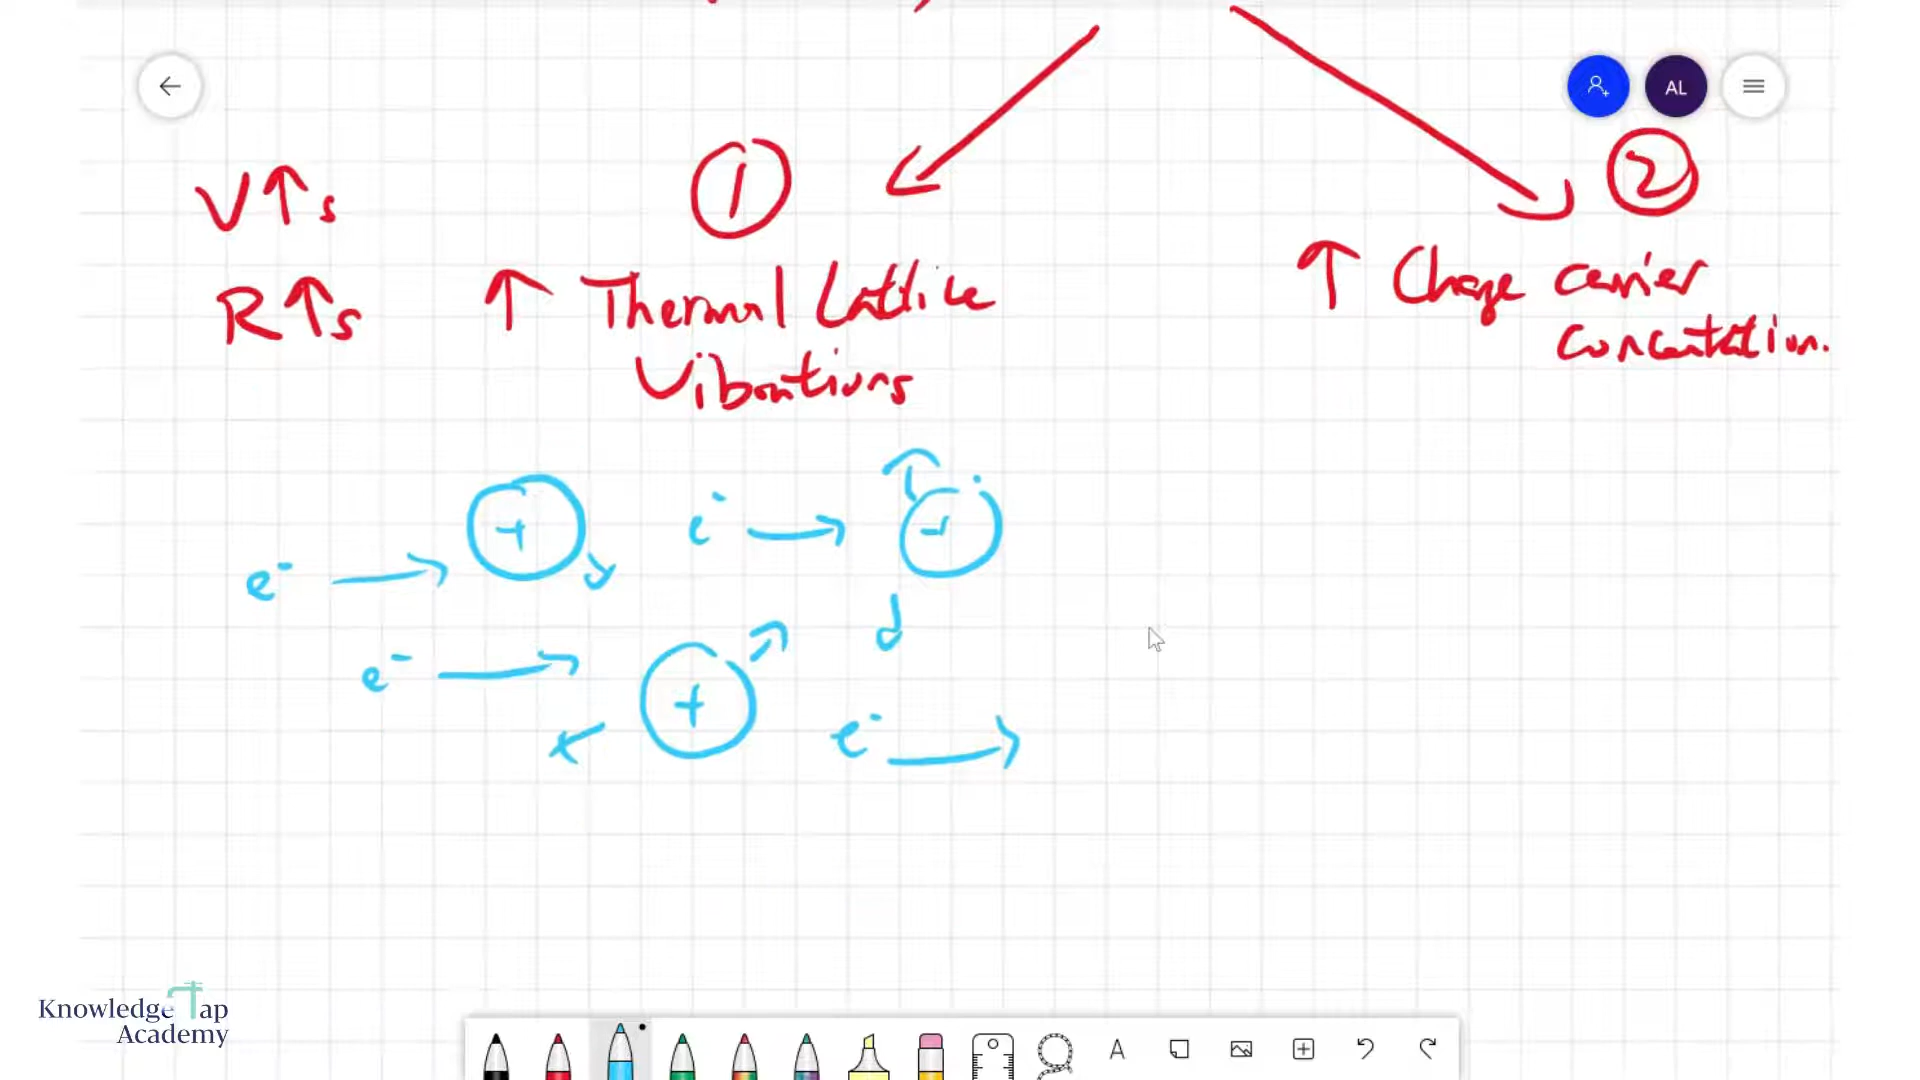 AL
①
②
V↑s
R↑s
↑ Thermal Lattice
Vibrations
↑ Charge carrier
concentration.
+
e⁻ →
+
e⁻ →
e⁻ →
+
e⁻ →
Knowledge Tap
Academy
A